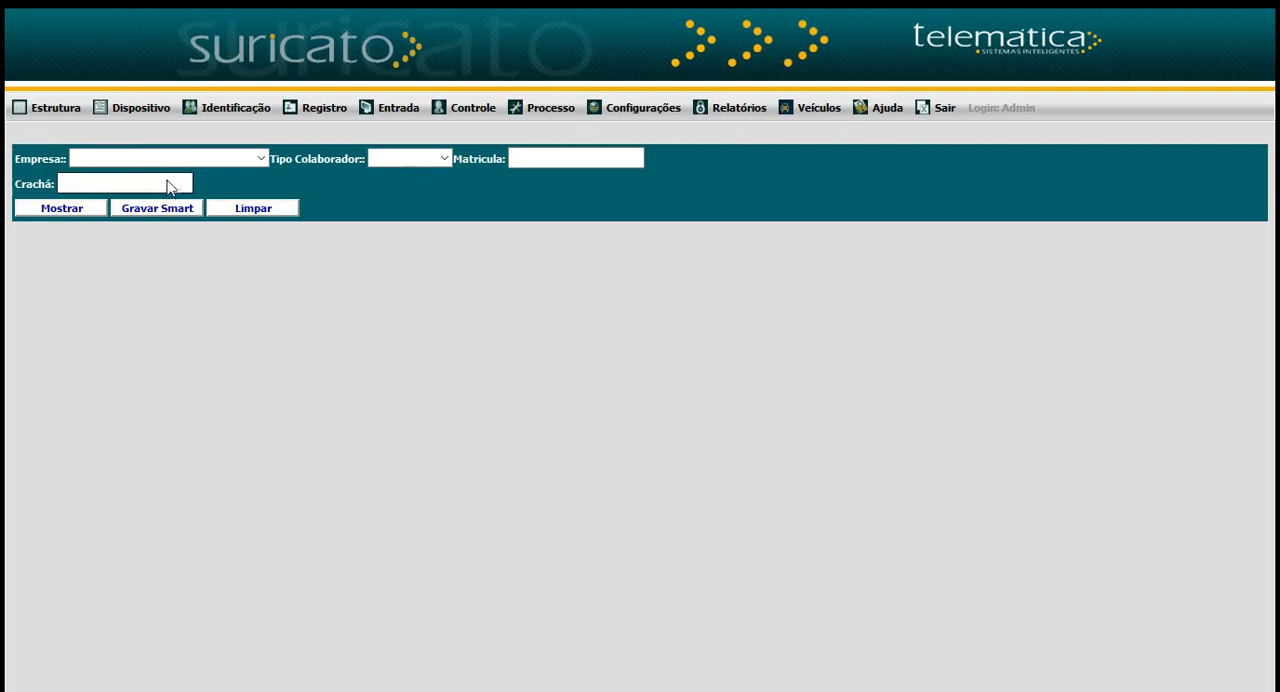 suricato
telematica
SISTEMAS INTELIGENTES
Estrutura Dispositivo Identificação Registro Entrada Controle Processo Configurações Relatórios Veículos Ajuda Sair Login: Admin
Empresa:: Tipo Colaborador:: Matricula:
Crachá:
Mostrar Gravar Smart Limpar